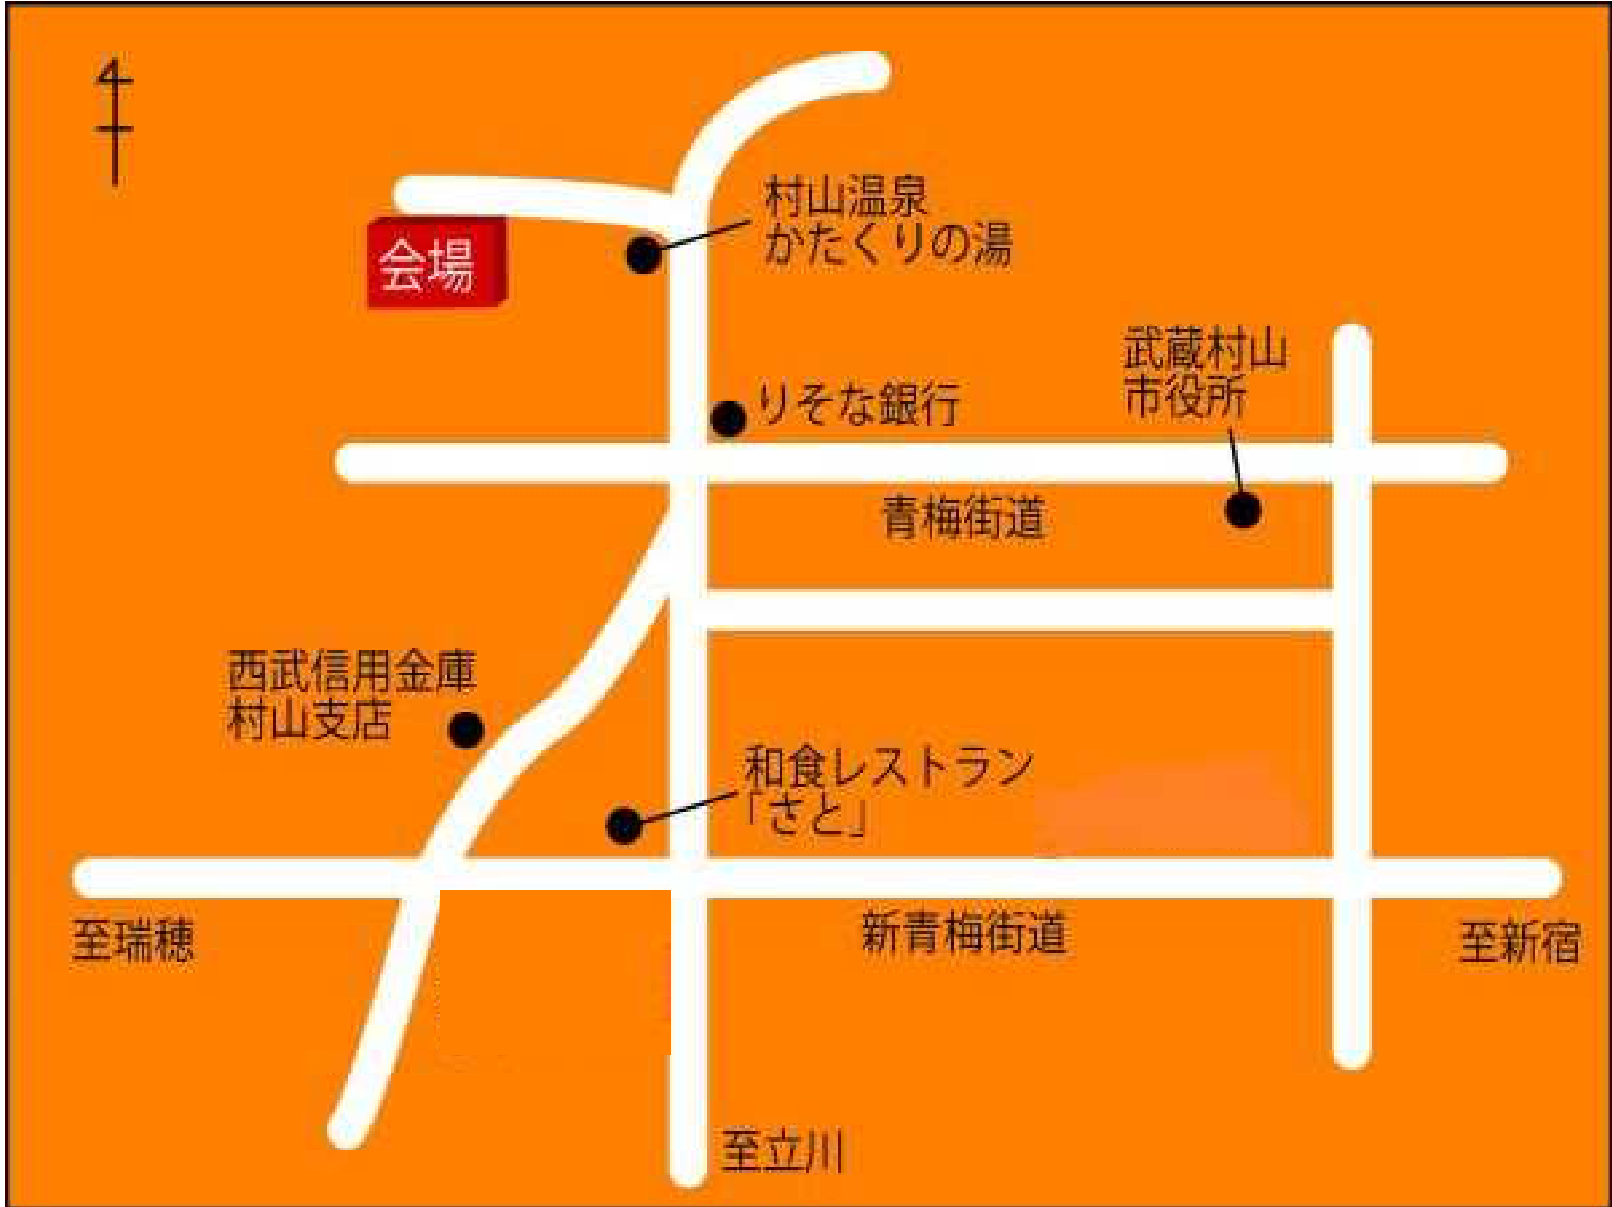 村山温泉
かたくりの湯
会場
武蔵村山
市役所
りそな銀行
青梅街道
西武信用金庫
村山支店
和食レストラン
「さと」
至瑞穂
新青梅街道
至新宿
至立川